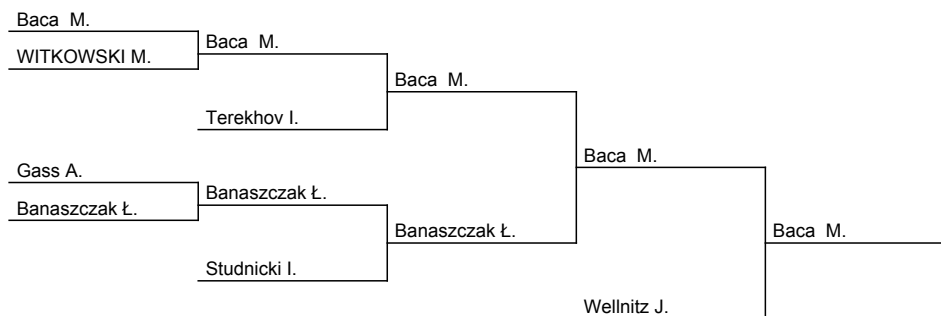 Baca M.
WITKOWSKI M.
Baca M.
Baca M.
Terekhov I.
Baca M.
Gass A.
Banaszczak Ł.
Banaszczak Ł.
Banaszczak Ł.
Baca M.
Studnicki I.
Wellnitz J.